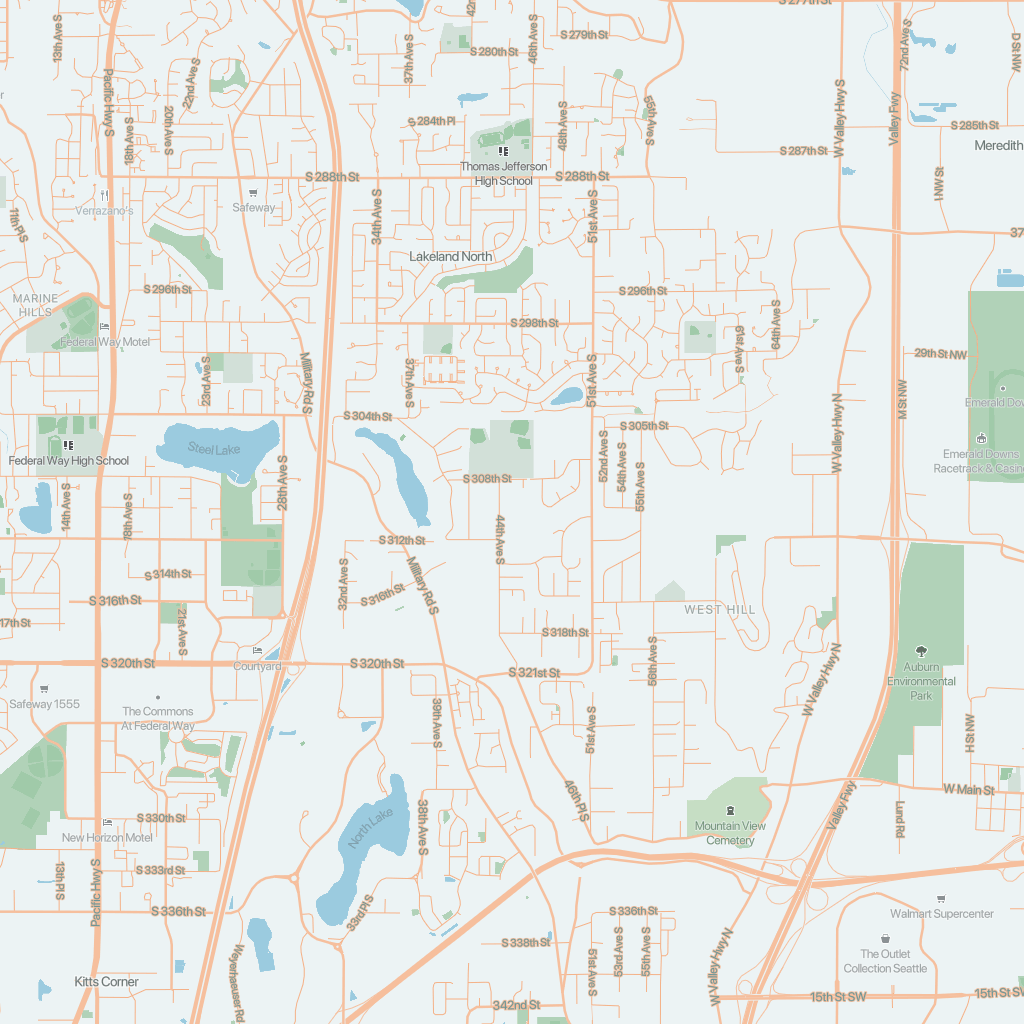 S 277th St
42nd
13th Ave S
37th Ave S
46th Ave S
S 279th St
S 280th St
72nd Ave S
D St NW
Pacific Hwy S
22nd Ave S
20th Ave S
18th Ave S
S 284th Pl
48th Ave S
55th Ave S
W Valley Hwy S
Valley Fwy
S 285th St
Meredith
Thomas Jefferson
High School
S 287th St
S 288th St
S 288th St
Safeway
Verrazano's
11th Pl S
34th Ave S
51st Ave S
N St NW
37
Lakeland North
S 296th St
S 296th St
MARINE
HILLS
Federal Way Motel
S 298th St
64th Ave S
61st Ave S
29th St NW
23rd Ave S
Military Rd S
37th Ave S
51st Ave S
M St NW
Emerald Dow
S 304th St
S 305th St
W Valley Hwy N
Steel Lake
Federal Way High School
Emerald Downs
Racetrack & Casino
28th Ave S
52nd Ave S
54th Ave S
55th Ave S
S 308th St
14th Ave S
18th Ave S
44th Ave S
S 312th St
S 314th St
32nd Ave S
Military Rd S
S 316th St
S 316th St
WEST HILL
17th St
21st Ave S
S 318th St
56th Ave S
S 320th St
Courtyard
S 320th St
S 321st St
W Valley Hwy N
Auburn
Environmental
Park
Safeway 1555
The Commons
At Federal Way
39th Ave S
51st Ave S
H St NW
46th Pl S
W Main St
S 330th St
New Horizon Motel
North Lake
38th Ave S
Mountain View
Cemetery
Valley Fwy
Lund Rd
S 333rd St
13th Pl S
Pacific Hwy S
S 336th St
33rd Pl S
S 336th St
Walmart Supercenter
S 338th St
51st Ave S
53rd Ave S
55th Ave S
W Valley Hwy N
The Outlet
Collection Seattle
Kitts Corner
Weyerhaeuser Rd
342nd St
15th St SW
15th St SW